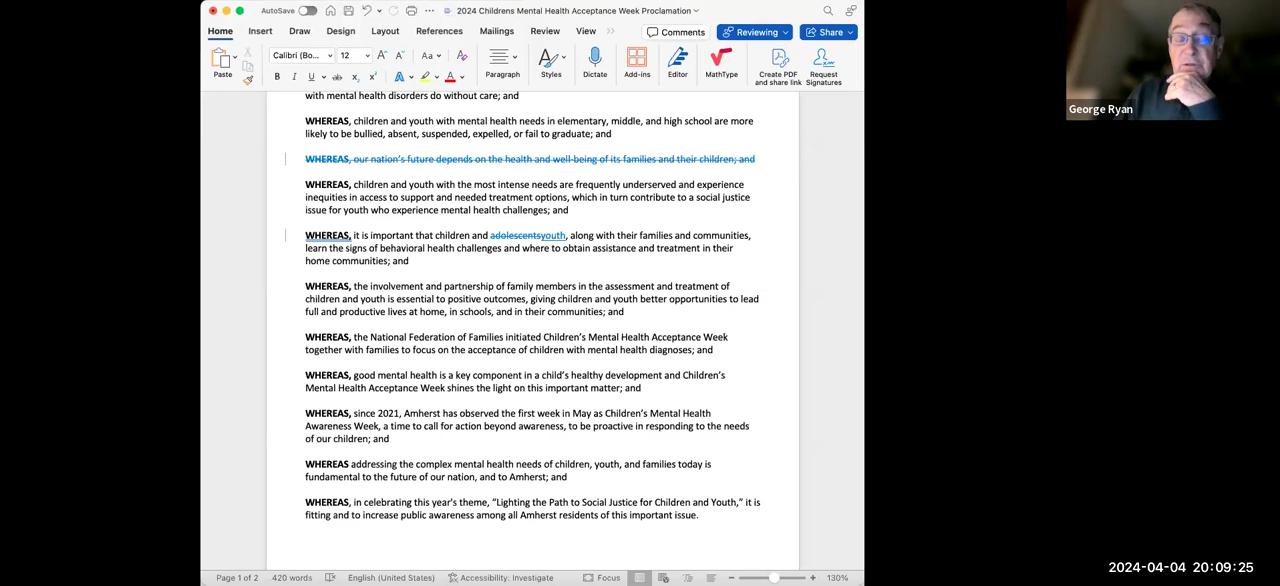 AutoSave
2024 Childrens Mental Health Acceptance Week Proclamation
Home Insert Draw Design Layout References Mailings Review View Comments Reviewing Share
Calibri (Bo... 12 Aa
Paste Paragraph Styles Dictate Add-ins Editor MathType Create PDF and share link Request Signatures
B I U ab x₂ x² A A
with mental health disorders do without care; and
WHEREAS, children and youth with mental health needs in elementary, middle, and high school are more
likely to be bullied, absent, suspended, expelled, or fail to graduate; and
WHEREAS, our nation's future depends on the health and well-being of its families and their children; and
WHEREAS, children and youth with the most intense needs are frequently underserved and experience
inequities in access to support and needed treatment options, which in turn contribute to a social justice
issue for youth who experience mental health challenges; and
WHEREAS, it is important that children and adolescentsyouth, along with their families and communities,
learn the signs of behavioral health challenges and where to obtain assistance and treatment in their
home communities; and
WHEREAS, the involvement and partnership of family members in the assessment and treatment of
children and youth is essential to positive outcomes, giving children and youth better opportunities to lead
full and productive lives at home, in schools, and in their communities; and
WHEREAS, the National Federation of Families initiated Children's Mental Health Acceptance Week
together with families to focus on the acceptance of children with mental health diagnoses; and
WHEREAS, good mental health is a key component in a child's healthy development and Children's
Mental Health Acceptance Week shines the light on this important matter; and
WHEREAS, since 2021, Amherst has observed the first week in May as Children's Mental Health
Awareness Week, a time to call for action beyond awareness, to be proactive in responding to the needs
of our children; and
WHEREAS addressing the complex mental health needs of children, youth, and families today is
fundamental to the future of our nation, and to Amherst; and
WHEREAS, in celebrating this year's theme, "Lighting the Path to Social Justice for Children and Youth," it is
fitting and to increase public awareness among all Amherst residents of this important issue.
Page 1 of 2 420 words English (United States) Accessibility: Investigate Focus 130%
George Ryan
2024-04-04 20:09:25